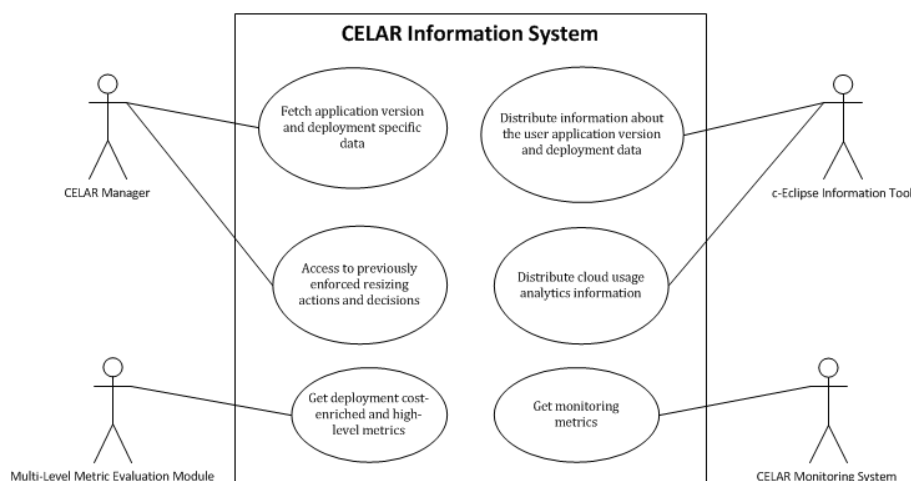 CELAR Information System
Fetch application version
and deployment specific
data
Distribute information about
the user application version
and deployment data
CELAR Manager
c-Eclipse Information Tool
Access to previously
enforced resizing
actions and decisions
Distribute cloud usage
analytics information
Get deployment cost-
enriched and high-
level metrics
Get monitoring
metrics
Multi-Level Metric Evaluation Module
CELAR Monitoring System